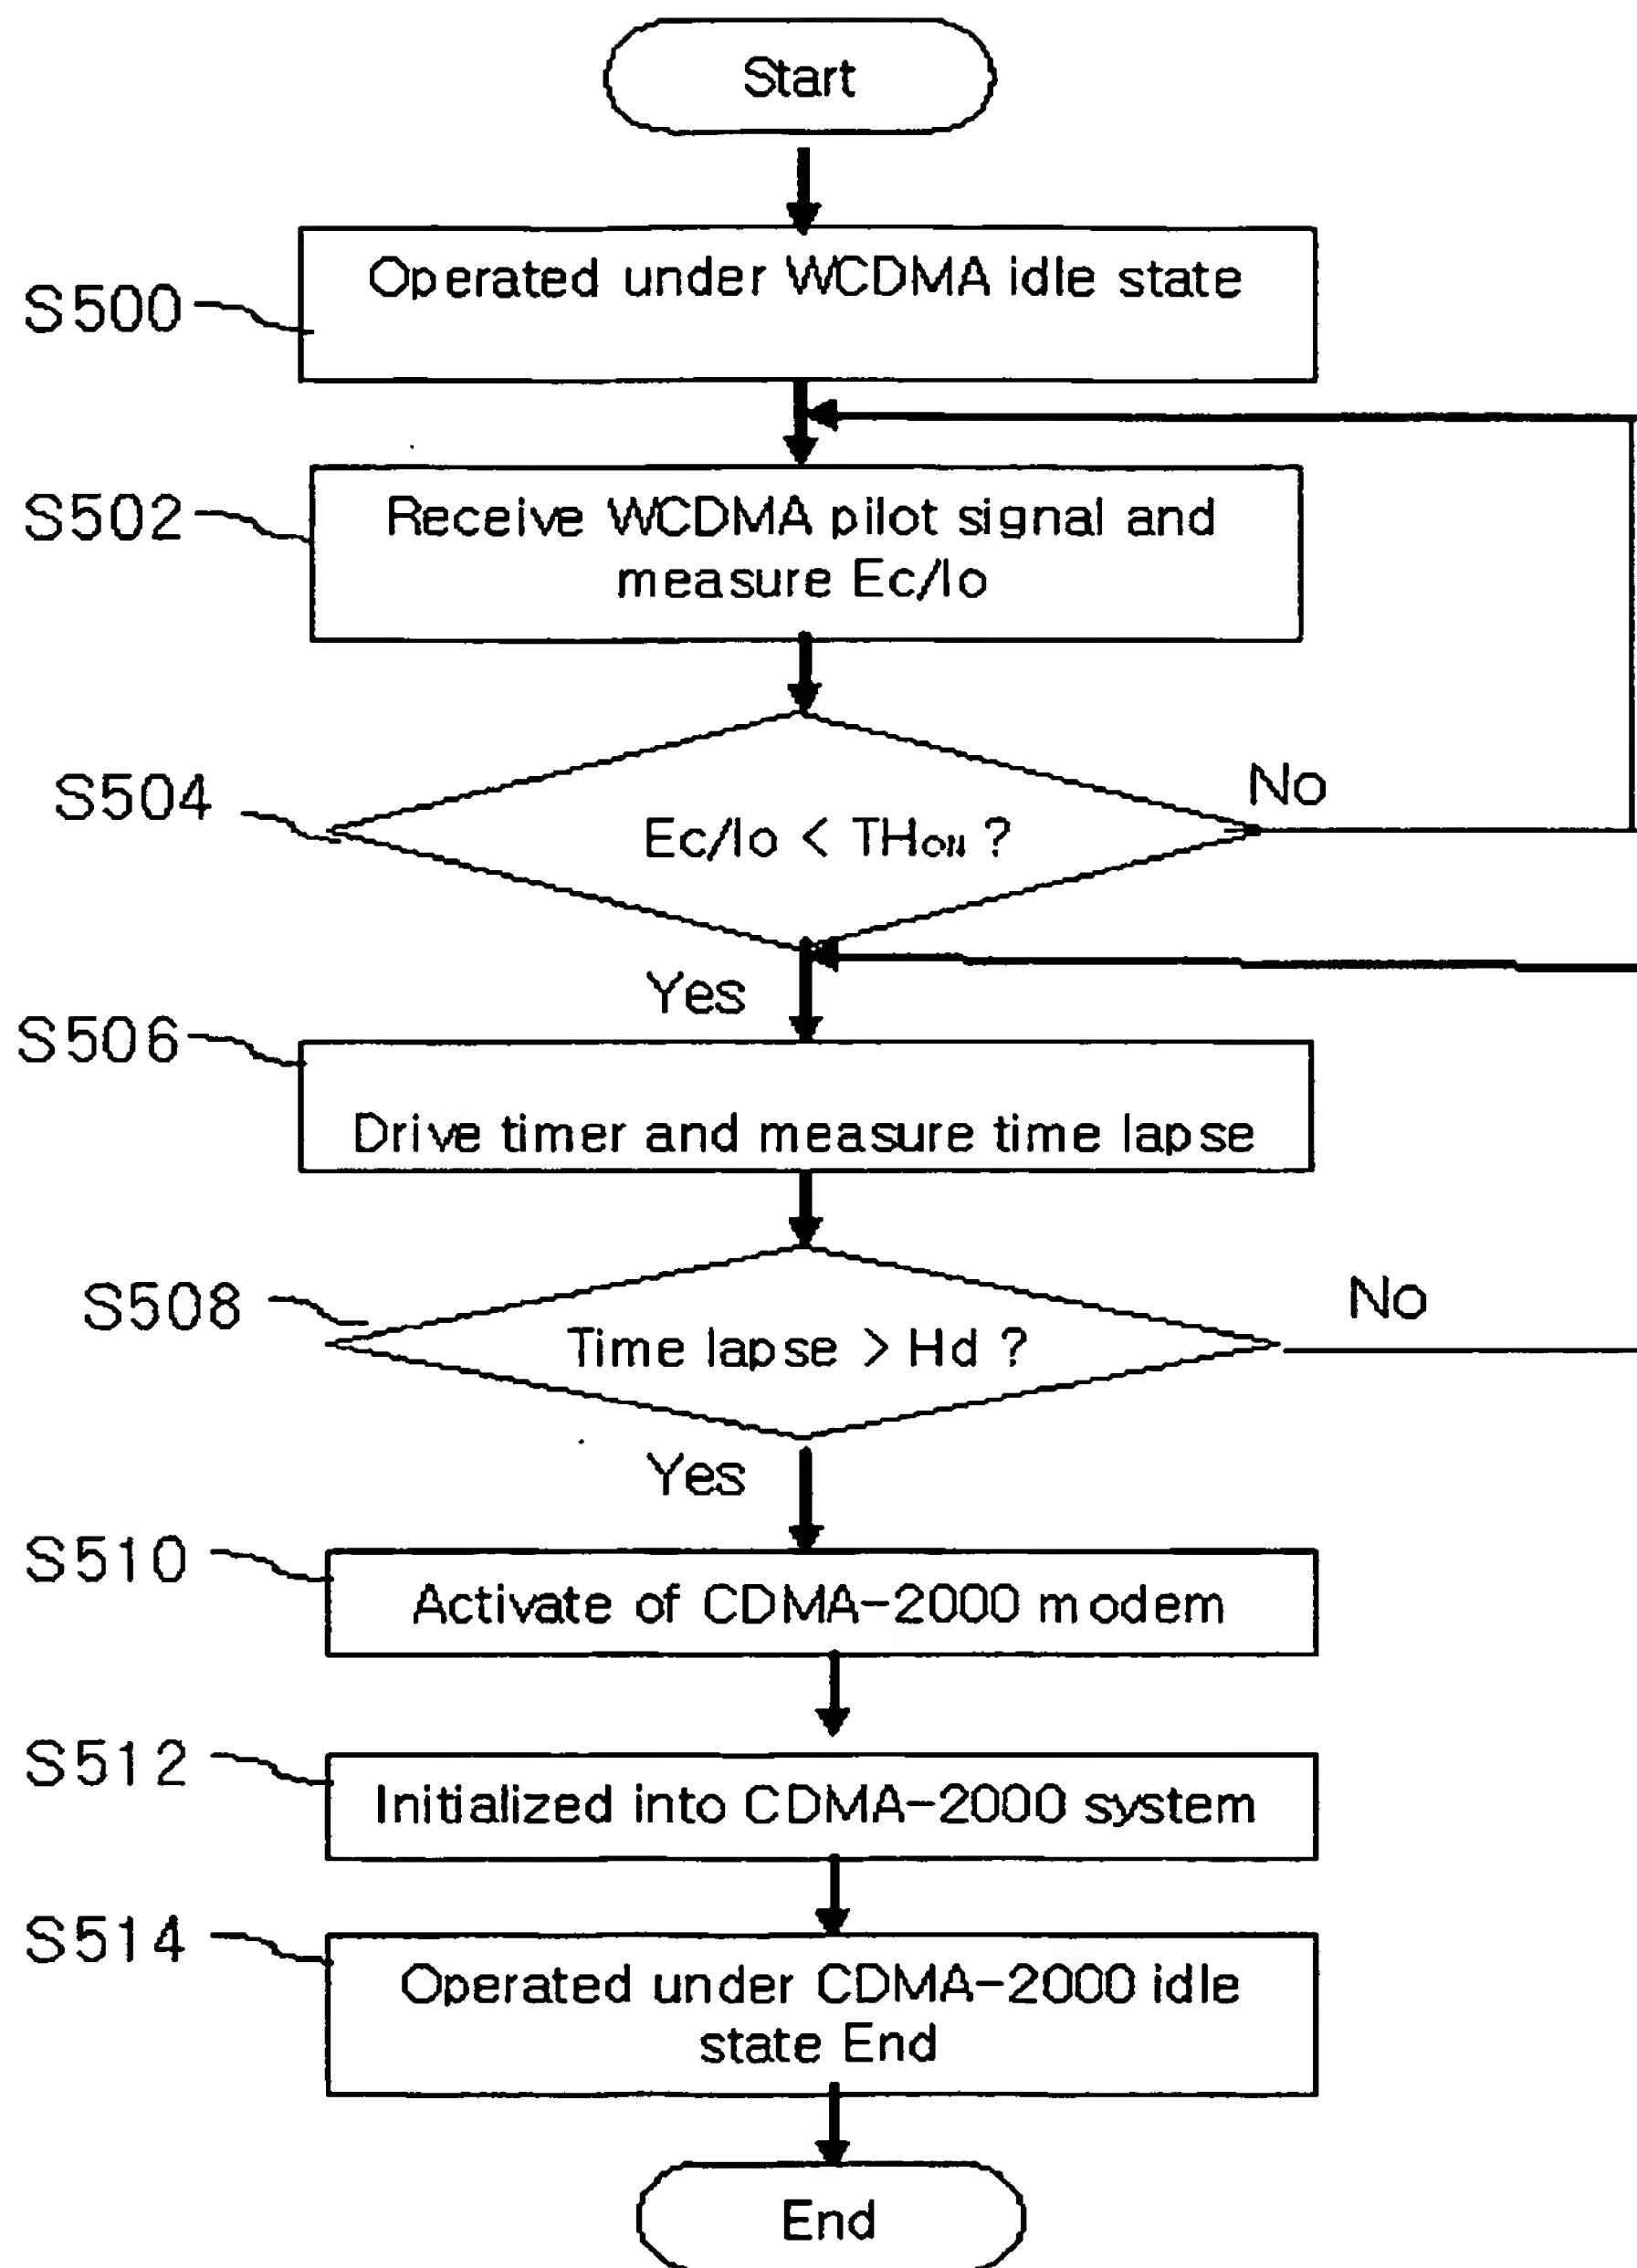 Start
S500
Operated under WCDMA idle state
S502
Receive WCDMA pilot signal and
measure Ec/Io
S504
Ec/Io < THON ?
No
Yes
S506
Drive timer and measure time lapse
S508
Time lapse > Hd ?
No
Yes
S510
Activate of CDMA-2000 modem
S512
Initialized into CDMA-2000 system
S514
Operated under CDMA-2000 idle
state End
End